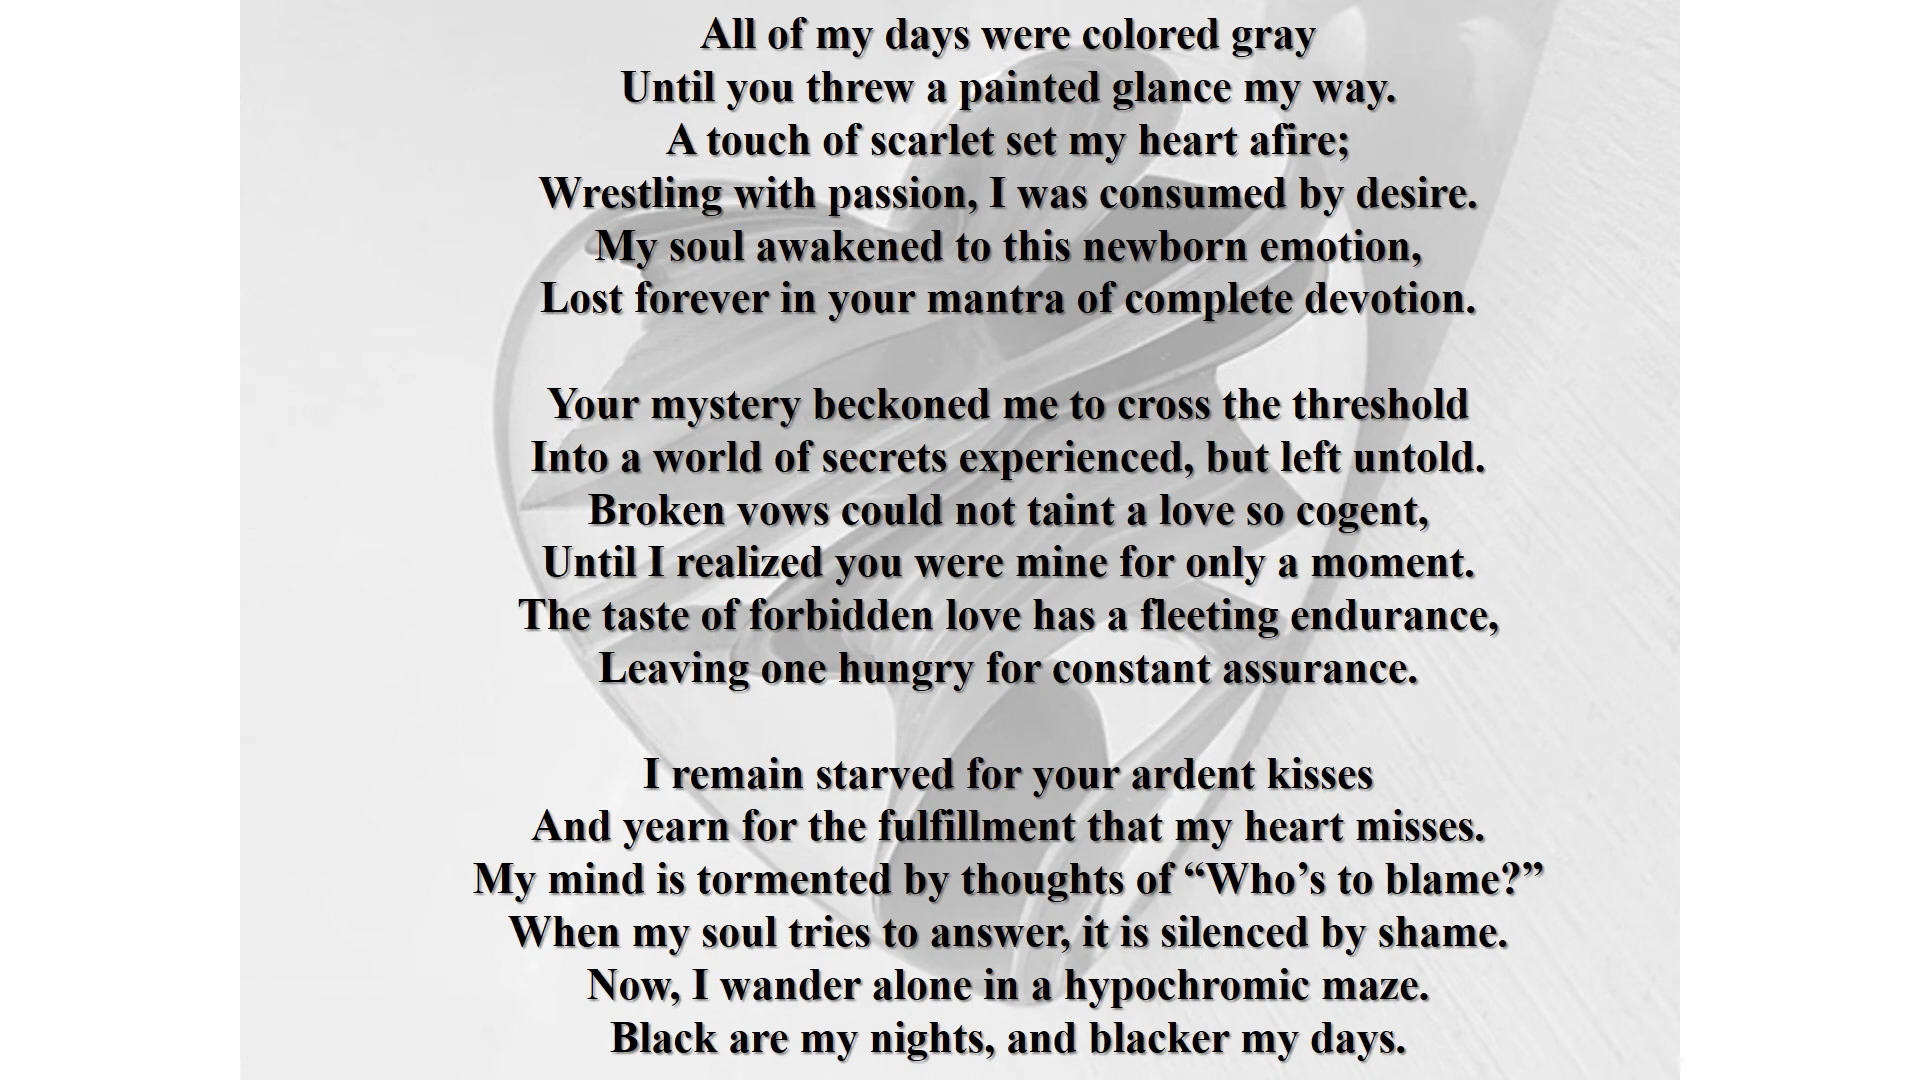 All of my days were colored gray
Until you threw a painted glance my way.
A touch of scarlet set my heart afire;
Wrestling with passion, I was consumed by desire.
My soul awakened to this newborn emotion,
Lost forever in your mantra of complete devotion.
Your mystery beckoned me to cross the threshold
Into a world of secrets experienced, but left untold.
Broken vows could not taint a love so cogent,
Until I realized you were mine for only a moment.
The taste of forbidden love has a fleeting endurance,
Leaving one hungry for constant assurance.
I remain starved for your ardent kisses
And yearn for the fulfillment that my heart misses.
My mind is tormented by thoughts of “Who’s to blame?”
When my soul tries to answer, it is silenced by shame.
Now, I wander alone in a hypochromic maze.
Black are my nights, and blacker my days.